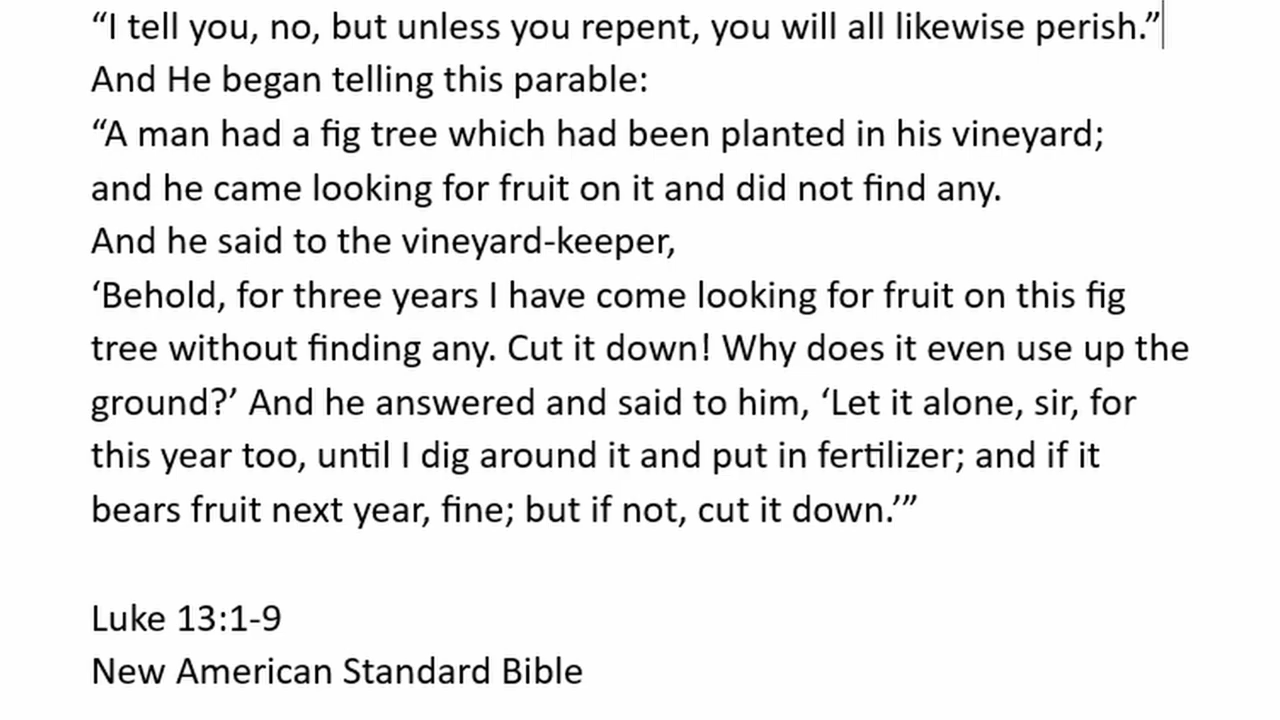 “I tell you, no, but unless you repent, you will all likewise perish.”
And He began telling this parable:
“A man had a fig tree which had been planted in his vineyard;
and he came looking for fruit on it and did not find any.
And he said to the vineyard-keeper,
‘Behold, for three years I have come looking for fruit on this fig
tree without finding any. Cut it down! Why does it even use up the
ground?’ And he answered and said to him, ‘Let it alone, sir, for
this year too, until I dig around it and put in fertilizer; and if it
bears fruit next year, fine; but if not, cut it down.’”
Luke 13:1-9
New American Standard Bible